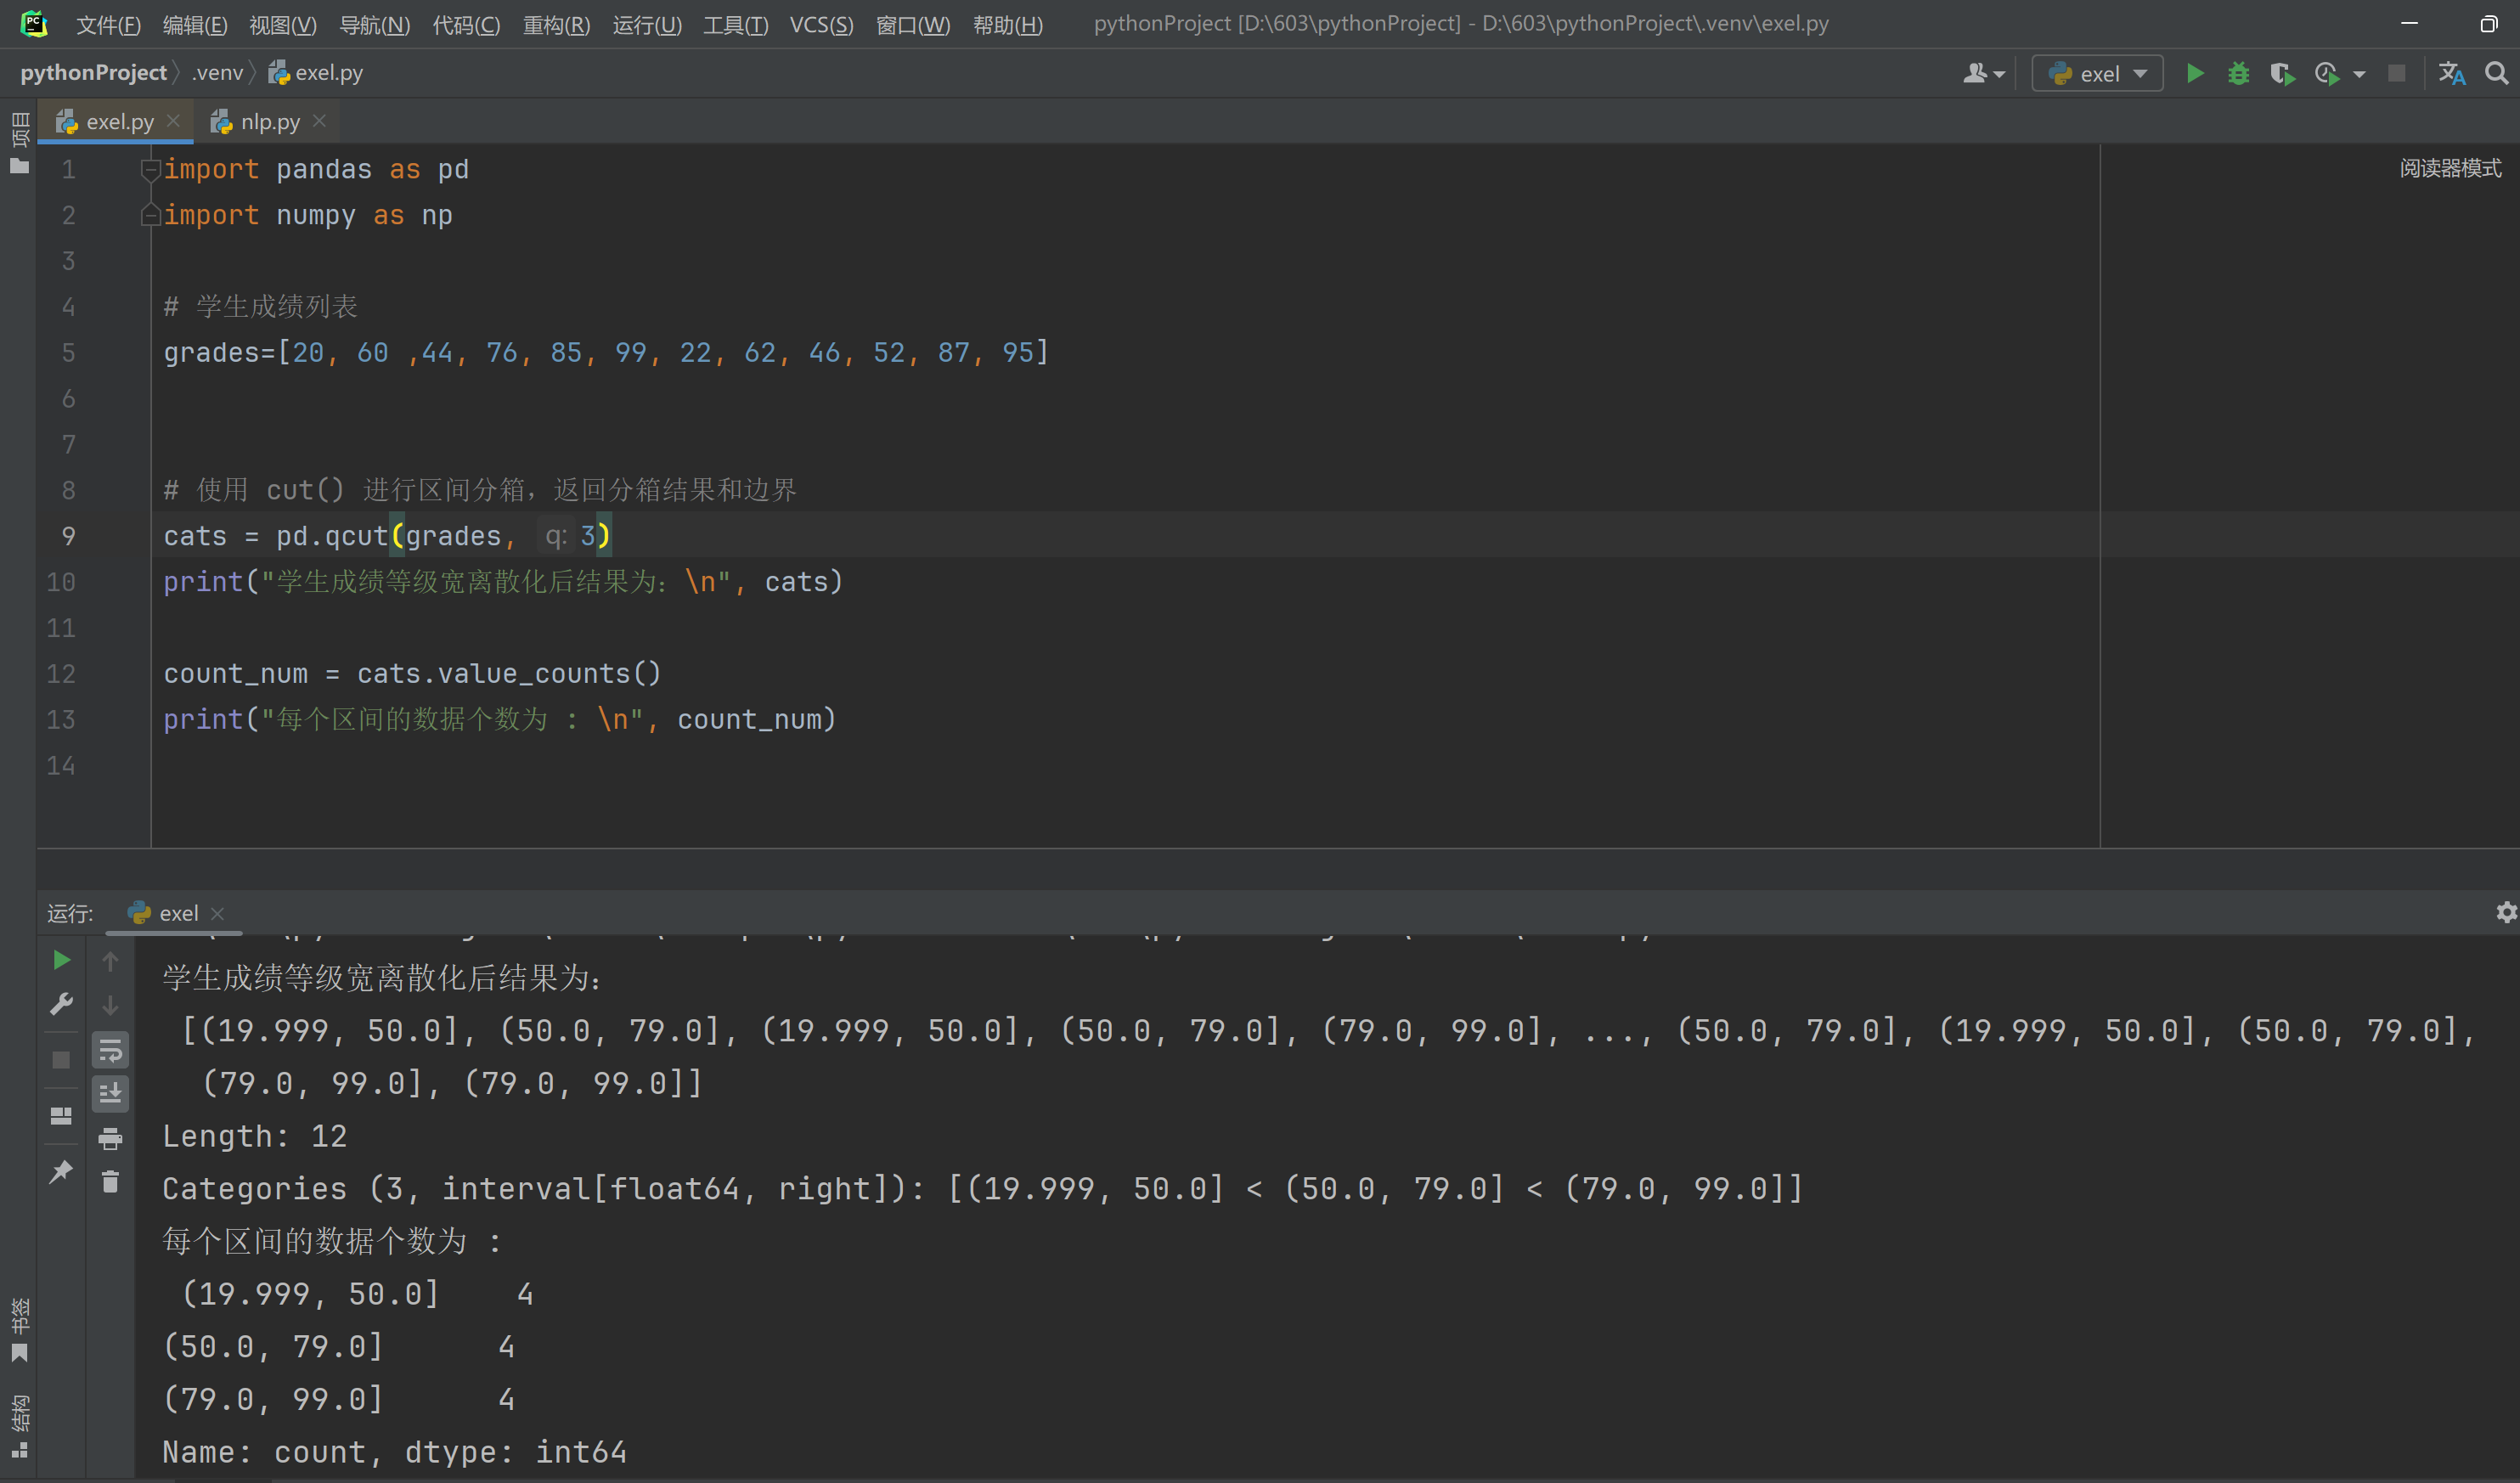 文件(F) 编辑(E) 视图(V) 导航(N) 代码(C) 重构(R) 运行(U) 工具(T) VCS(S) 窗口(W) 帮助(H) pythonProject [D:\603\pythonProject] - D:\603\pythonProject\.venv\exel.py
pythonProject .venv exel.py exel
项目
exel.py nlp.py
阅读器模式
1 import pandas as pd
2 import numpy as np
3
4 # 学生成绩列表
5 grades=[20, 60 ,44, 76, 85, 99, 22, 62, 46, 52, 87, 95]
6
7
8 # 使用 cut() 进行区间分箱，返回分箱结果和边界
9 cats = pd.qcut(grades, q: 3)
10 print("学生成绩等级宽离散化后结果为：\n", cats)
11
12 count_num = cats.value_counts()
13 print("每个区间的数据个数为 : \n", count_num)
14
运行: exel
学生成绩等级宽离散化后结果为：
[(19.999, 50.0], (50.0, 79.0], (19.999, 50.0], (50.0, 79.0], (79.0, 99.0], ..., (50.0, 79.0], (19.999, 50.0], (50.0, 79.0],
(79.0, 99.0], (79.0, 99.0]]
Length: 12
Categories (3, interval[float64, right]): [(19.999, 50.0] < (50.0, 79.0] < (79.0, 99.0]]
每个区间的数据个数为 :
(19.999, 50.0] 4
(50.0, 79.0] 4
(79.0, 99.0] 4
Name: count, dtype: int64
书签
结构